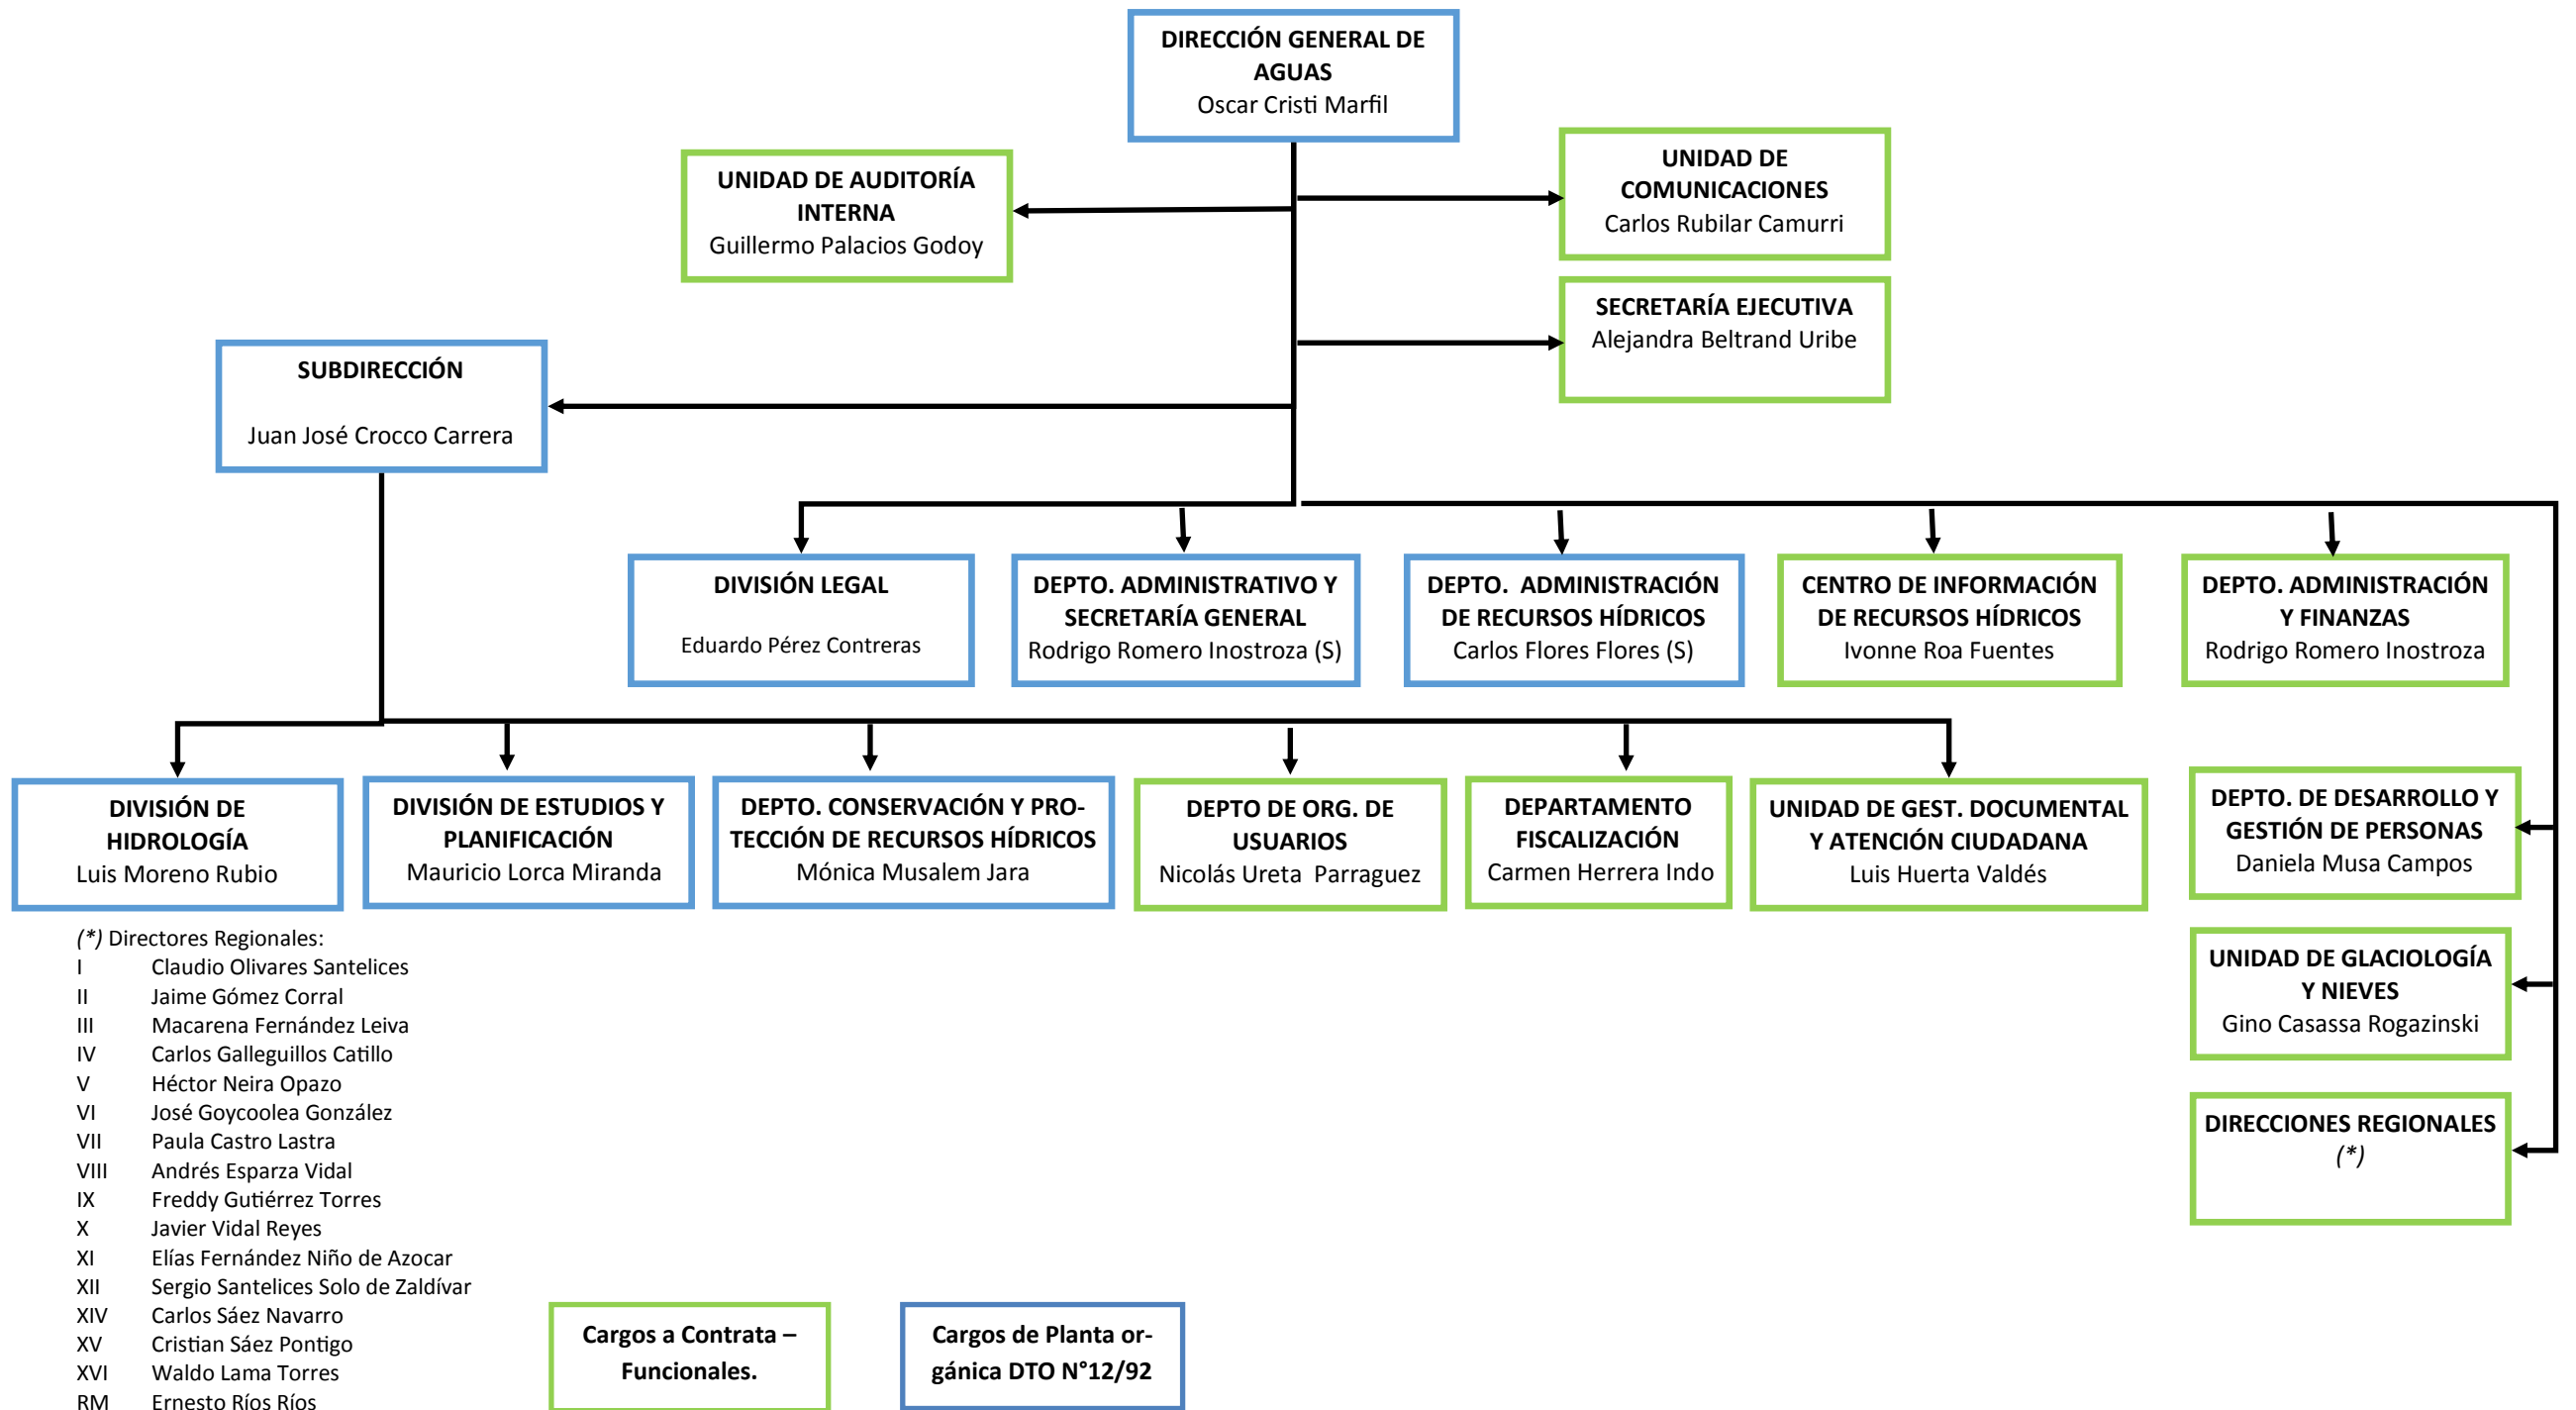 DIRECCIÓN GENERAL DE
AGUAS
Oscar Cristi Marfil
UNIDAD DE AUDITORÍA
INTERNA
Guillermo Palacios Godoy
UNIDAD DE
COMUNICACIONES
Carlos Rubilar Camurri
SECRETARÍA EJECUTIVA
Alejandra Beltrand Uribe
SUBDIRECCIÓN
Juan José Crocco Carrera
DIVISIÓN LEGAL
Eduardo Pérez Contreras
DEPTO. ADMINISTRATIVO Y
SECRETARÍA GENERAL
Rodrigo Romero Inostroza (S)
DEPTO. ADMINISTRACIÓN
DE RECURSOS HÍDRICOS
Carlos Flores Flores (S)
CENTRO DE INFORMACIÓN
DE RECURSOS HÍDRICOS
Ivonne Roa Fuentes
DEPTO. ADMINISTRACIÓN
Y FINANZAS
Rodrigo Romero Inostroza
DIVISIÓN DE
HIDROLOGÍA
Luis Moreno Rubio
DIVISIÓN DE ESTUDIOS Y
PLANIFICACIÓN
Mauricio Lorca Miranda
DEPTO. CONSERVACIÓN Y PRO-
TECCIÓN DE RECURSOS HÍDRICOS
Mónica Musalem Jara
DEPTO DE ORG. DE
USUARIOS
Nicolás Ureta Parraguez
DEPARTAMENTO
FISCALIZACIÓN
Carmen Herrera Indo
UNIDAD DE GEST. DOCUMENTAL
Y ATENCIÓN CIUDADANA
Luis Huerta Valdés
DEPTO. DE DESARROLLO Y
GESTIÓN DE PERSONAS
Daniela Musa Campos
UNIDAD DE GLACIOLOGÍA
Y NIEVES
Gino Casassa Rogazinski
DIRECCIONES REGIONALES
(*)
(*) Directores Regionales:
I Claudio Olivares Santelices
II Jaime Gómez Corral
III Macarena Fernández Leiva
IV Carlos Galleguillos Catillo
V Héctor Neira Opazo
VI José Goycoolea González
VII Paula Castro Lastra
VIII Andrés Esparza Vidal
IX Freddy Gutiérrez Torres
X Javier Vidal Reyes
XI Elías Fernández Niño de Azocar
XII Sergio Santelices Solo de Zaldívar
XIV Carlos Sáez Navarro
XV Cristian Sáez Pontigo
XVI Waldo Lama Torres
RM Ernesto Ríos Ríos
Cargos a Contrata –
Funcionales.
Cargos de Planta or-
gánica DTO N°12/92